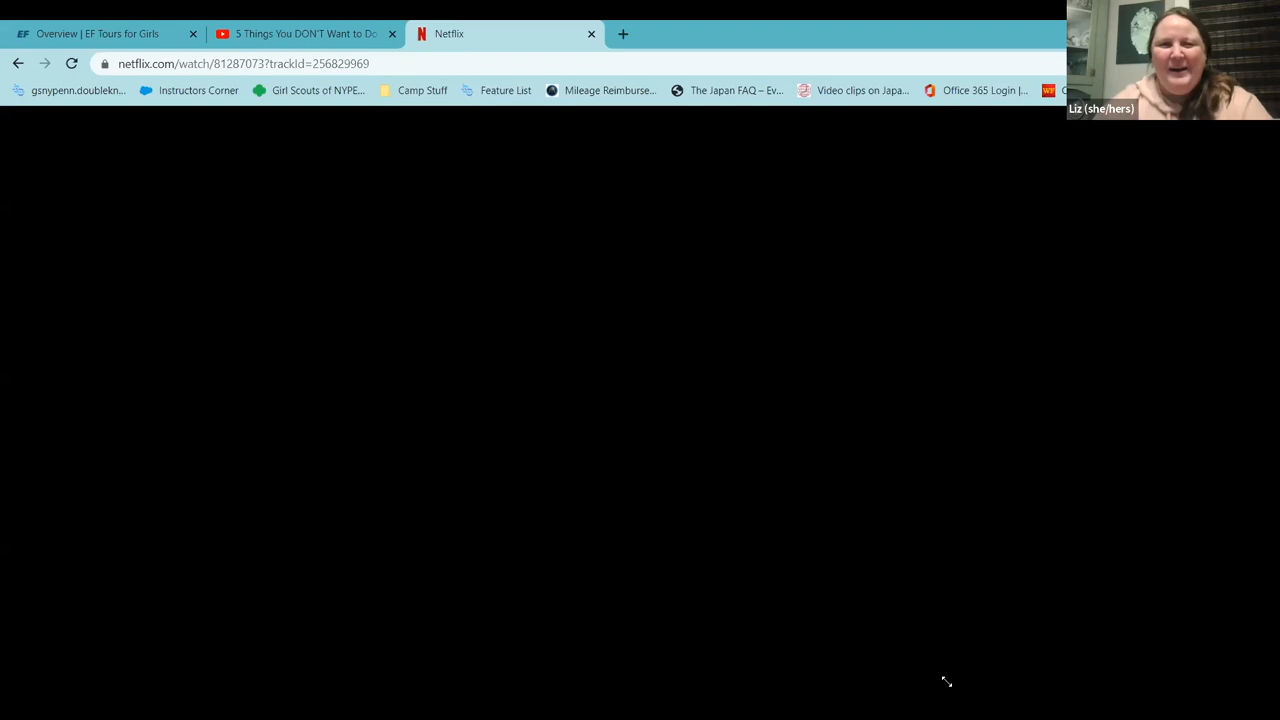 EF Overview | EF Tours for Girls
5 Things You DON'T Want to Do
N Netflix
netflix.com/watch/81287073?trackId=256829969
gsnypenn.doublekn...
Instructors Corner
Girl Scouts of NYPE...
Camp Stuff
Feature List
Mileage Reimburse...
The Japan FAQ – Ev...
Video clips on Japa...
Office 365 Login |...
WF
Liz (she/hers)